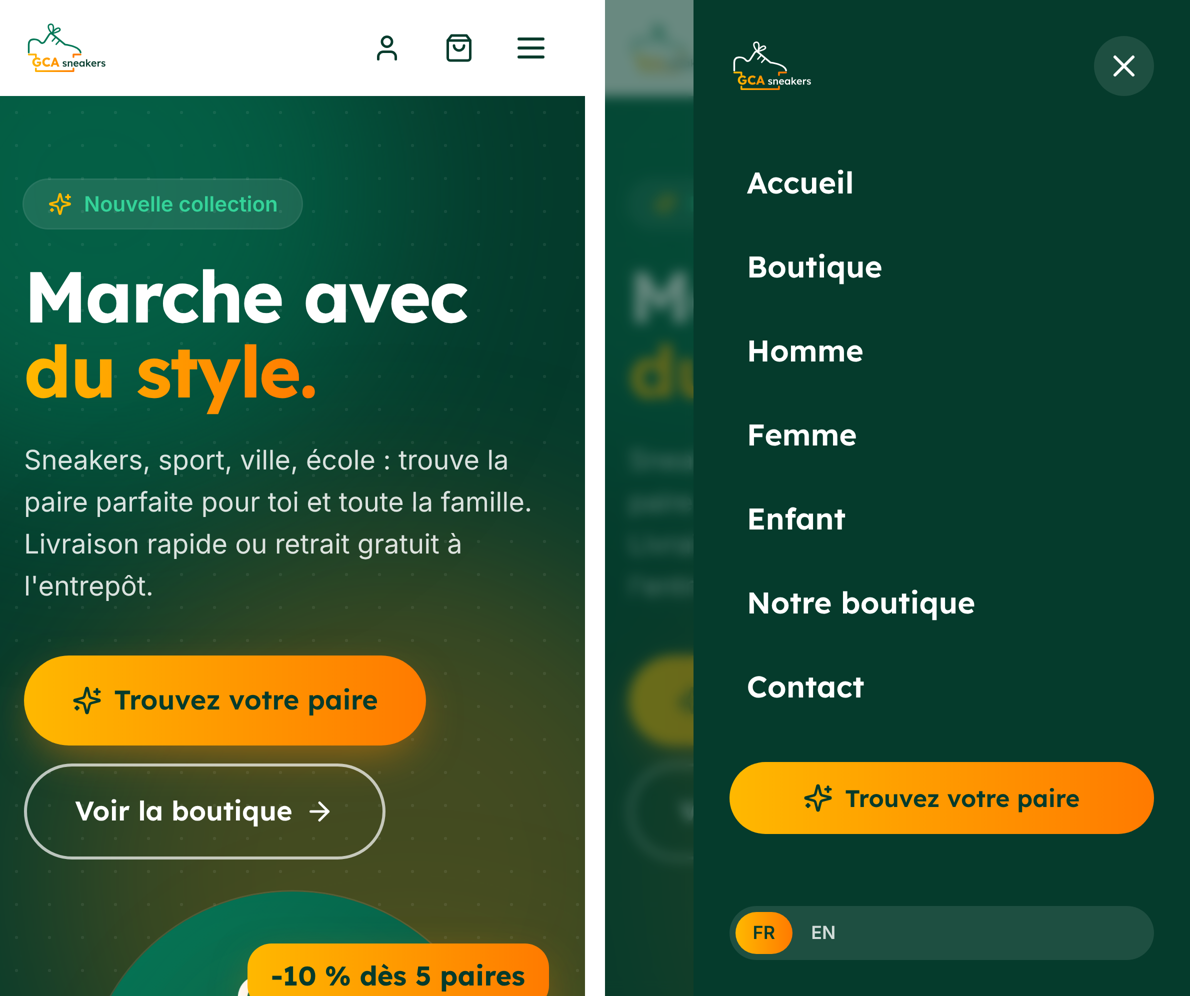 GCA sneakers
Nouvelle collection
Marche avec
du style.
Sneakers, sport, ville, école : trouve la
paire parfaite pour toi et toute la famille.
Livraison rapide ou retrait gratuit à
l'entrepôt.
Trouvez votre paire
Voir la boutique →
-10 % dès 5 paires
GCA sneakers
Accueil
Boutique
Homme
Femme
Enfant
Notre boutique
Contact
Trouvez votre paire
FR EN